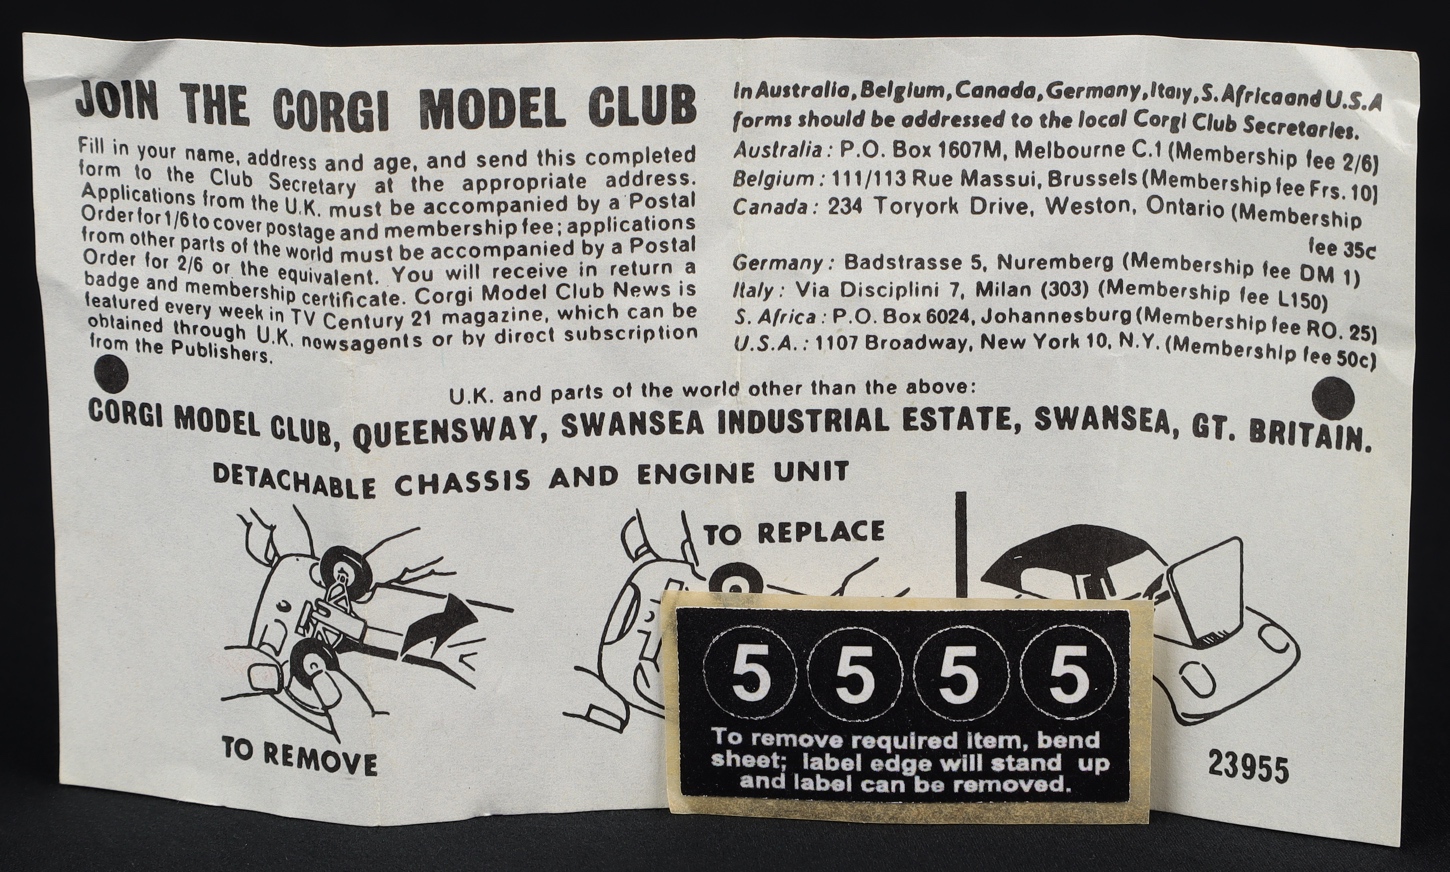 JOIN THE CORGI MODEL CLUB
Fill in your name, address and age, and send this completed
form to the Club Secretary at the appropriate address.
Applications from the U.K. must be accompanied by a Postal
Order for 1/6 to cover postage and membership fee; applications
from other parts of the world must be accompanied by a Postal
Order for 2/6 or the equivalent. You will receive in return a
badge and membership certificate. Corgi Model Club News is
featured every week in TV Century 21 magazine, which can be
obtained through U.K. newsagents or by direct subscription
from the Publishers.
In Australia, Belgium, Canada, Germany, Italy, S. Africa and U.S.A
forms should be addressed to the local Corgi Club Secretaries.
Australia: P.O. Box 1607M, Melbourne C.1 (Membership fee 2/6)
Belgium: 111/113 Rue Massui, Brussels (Membership fee Frs. 10)
Canada: 234 Toryork Drive, Weston, Ontario (Membership
fee 35c
Germany: Badstrasse 5, Nuremberg (Membership fee DM 1)
Italy: Via Disciplini 7, Milan (303) (Membership fee L150)
S. Africa: P.O. Box 6024, Johannesburg (Membership fee RO. 25)
U.S.A.: 1107 Broadway, New York 10, N.Y. (Membership fee 50c)
U.K. and parts of the world other than the above:
CORGI MODEL CLUB, QUEENSWAY, SWANSEA INDUSTRIAL ESTATE, SWANSEA, GT. BRITAIN.
DETACHABLE CHASSIS AND ENGINE UNIT
TO REPLACE
TO REMOVE
5 5 5 5
To remove required item, bend
sheet; label edge will stand up
and label can be removed.
23955